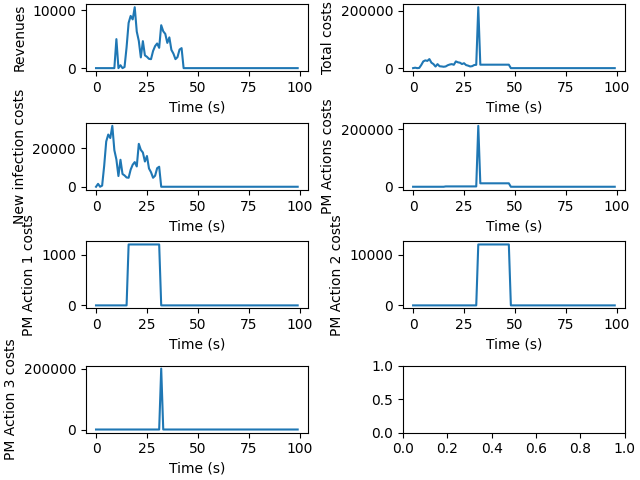 Revenues
10000
0
0 25 50 75 100
Time (s)
Total costs
200000
0
0 25 50 75 100
Time (s)
New infection costs
20000
0
0 25 50 75 100
Time (s)
PM Actions costs
200000
0
0 25 50 75 100
Time (s)
PM Action 1 costs
1000
0
0 25 50 75 100
Time (s)
PM Action 2 costs
10000
0
0 25 50 75 100
Time (s)
PM Action 3 costs
200000
0
0 25 50 75 100
Time (s)
1.0
0.5
0.0
0.0 0.2 0.4 0.6 0.8 1.0